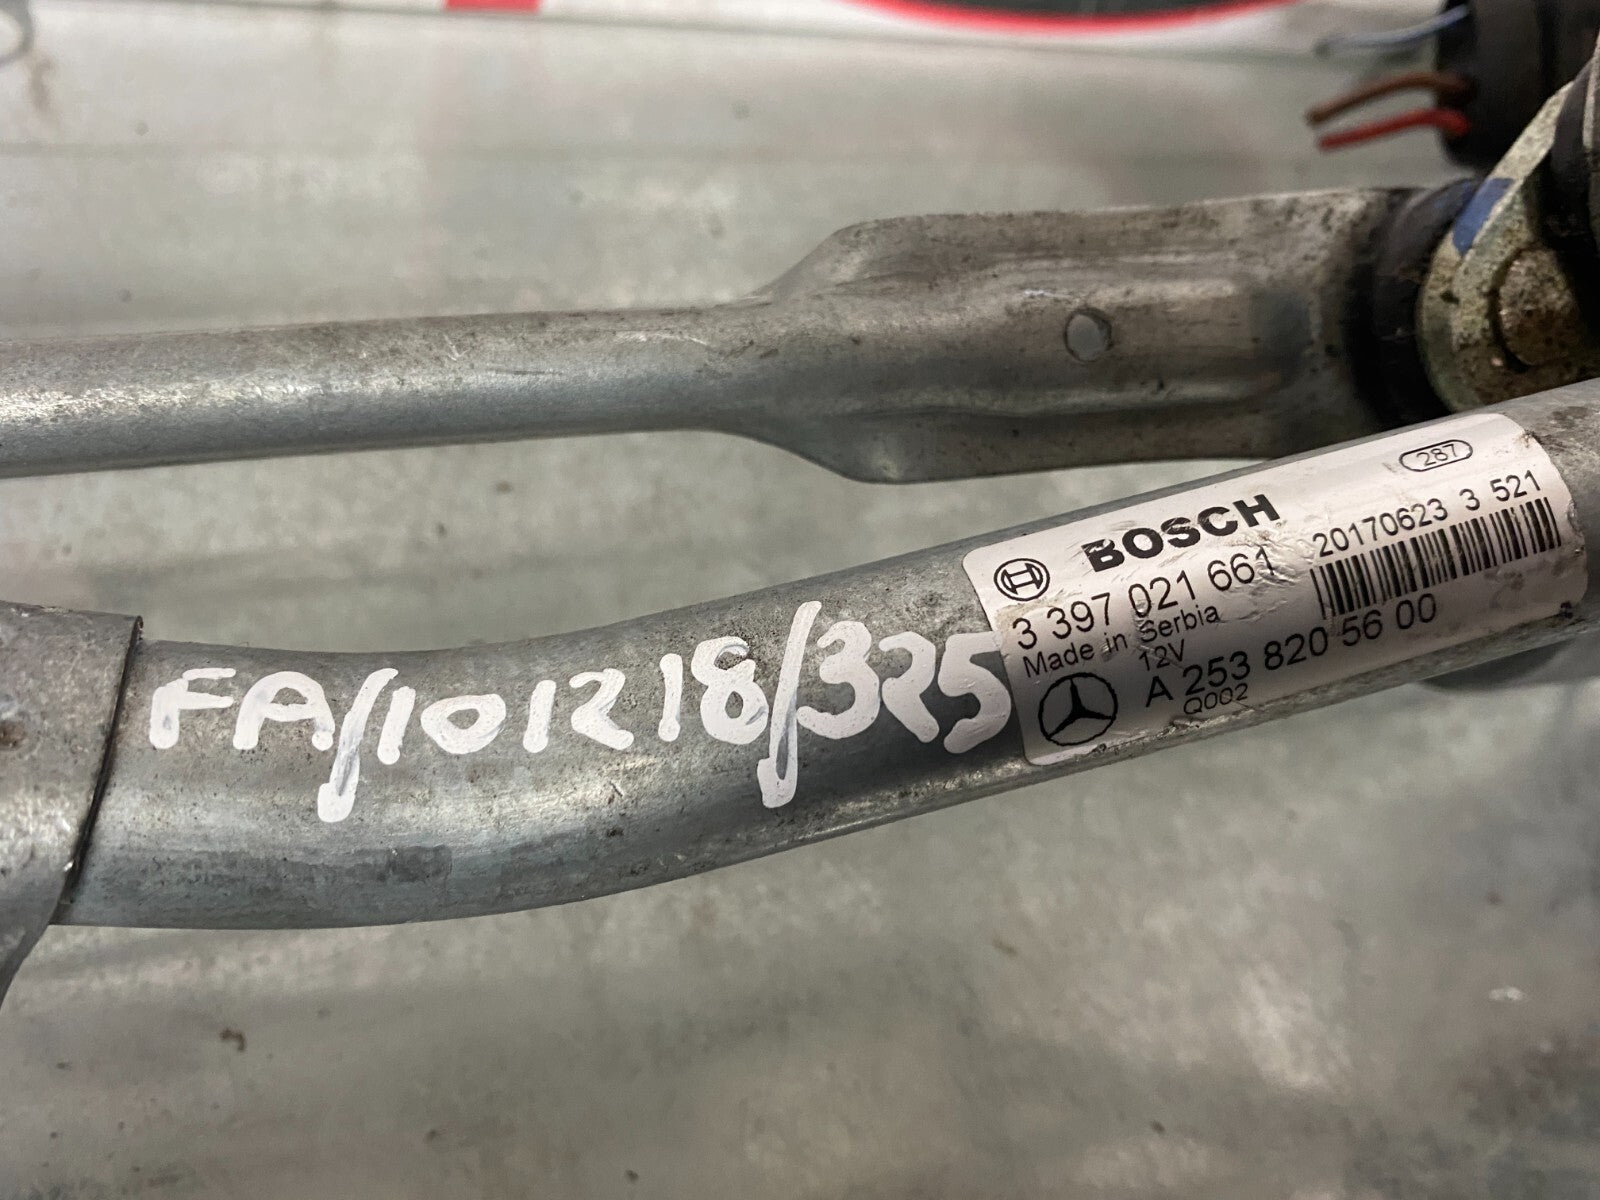 287
BOSCH
3 397 021 661
20170623 3 521
Made in Serbia
12V
A 253 820 56 00
Q002
FA/101218/325